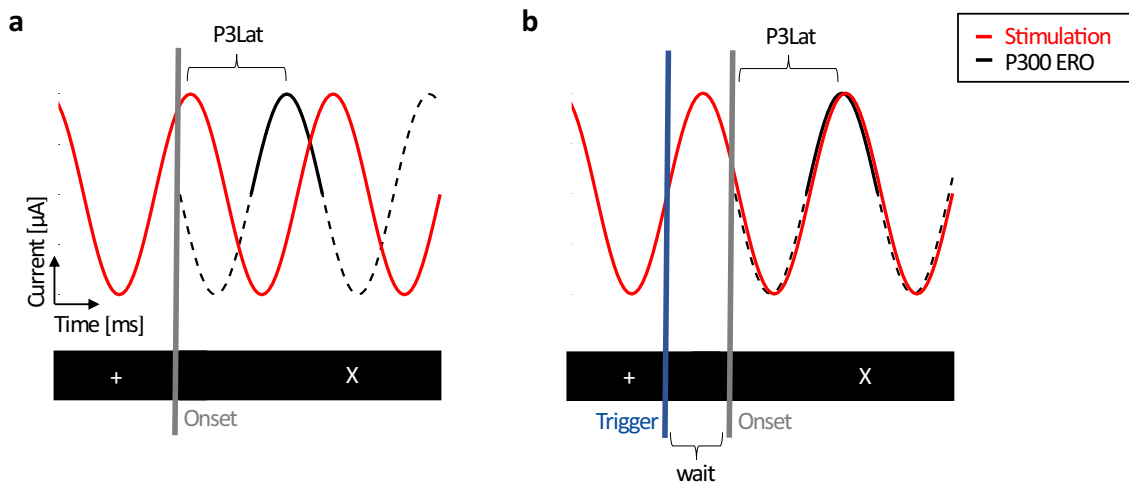 a
P3Lat
b
P3Lat
Stimulation
P300 ERO
Current [µA]
Time [ms]
+
X
+
X
Onset
Trigger
Onset
wait